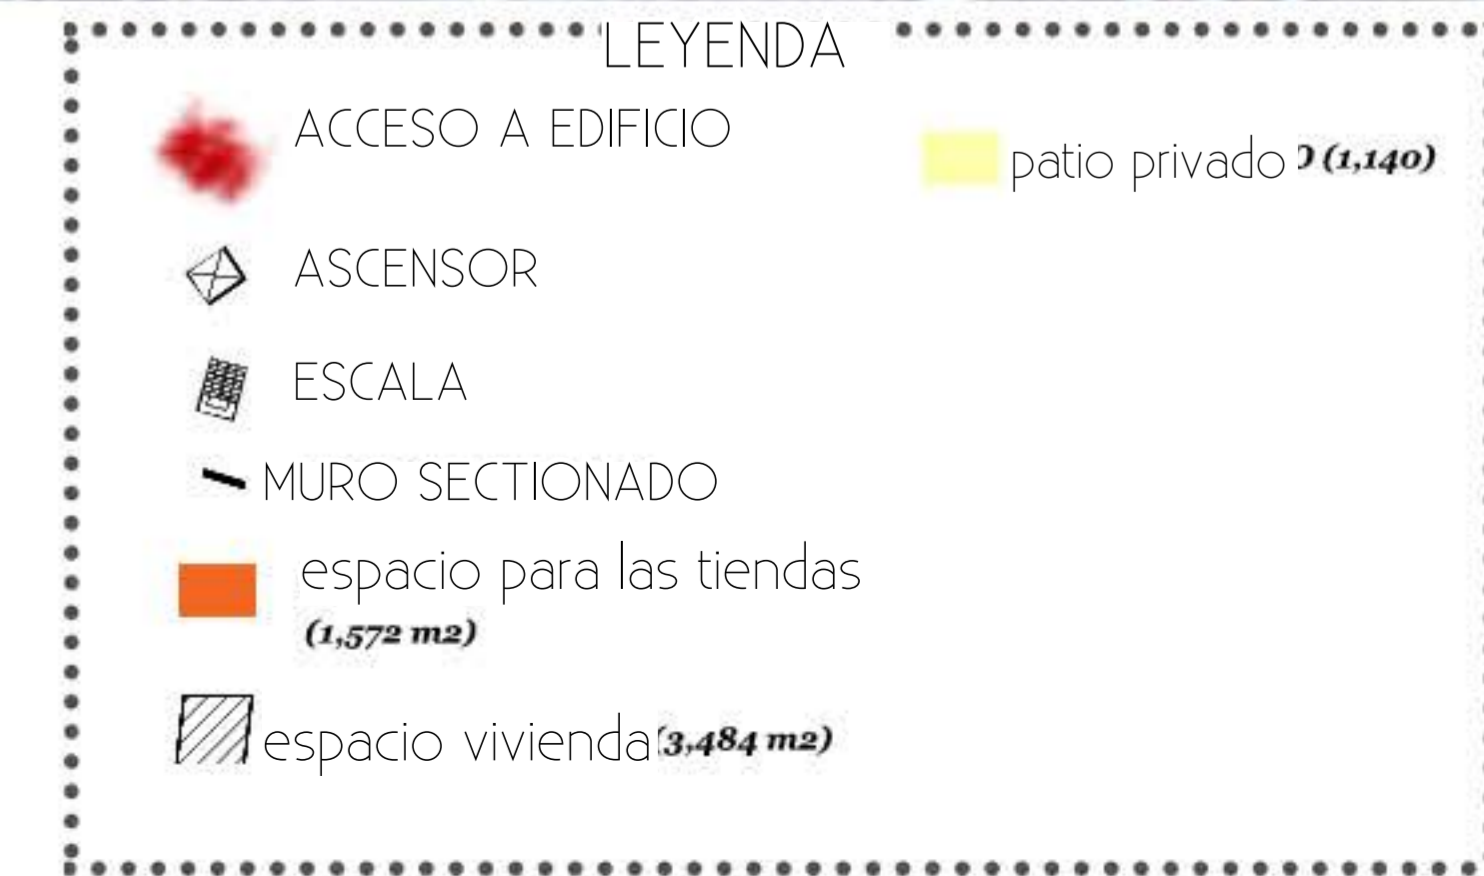 LEYENDA
ACCESO A EDIFICIO
patio privado (1,140)
ASCENSOR
ESCALA
MURO SECTIONADO
espacio para las tiendas
(1,572 m2)
espacio vivienda (3,484 m2)